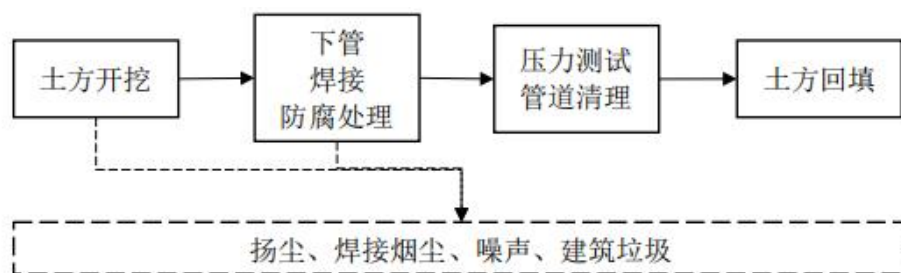 土方开挖
下管
焊接
防腐处理
压力测试
管道清理
土方回填
扬尘、焊接烟尘、噪声、建筑垃圾